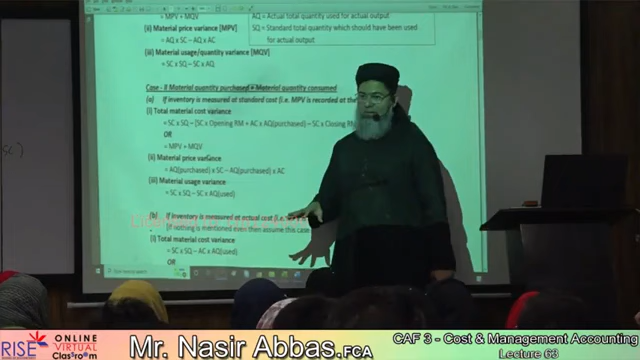 = MPV + MQV
(ii) Material price variance [MPV]
= AQ x SC – AQ x AC
(iii) Material usage/quantity variance [MQV]
= SC x SQ – SC x AQ
AQ = Actual total quantity used for actual output
SQ = Standard total quantity which should have been used
for actual output
Case - II Material quantity purchased ≠ Material quantity consumed
(a) If inventory is measured at standard cost (i.e. MPV is recorded at the
(i) Total material cost variance
= SC x SQ – [SC x Opening RM + AC x AQ(purchased) – SC x Closing RM
OR
= MPV + MQV
(ii) Material price variance
= AQ(purchased) x SC – AQ(purchased) x AC
(iii) Material usage variance
= SC x SQ – SC x AQ(used)
(b) If inventory is measured at actual cost (i.e.
(If nothing is mentioned even then assume this case
(i) Total material cost variance
= SC x SQ – AC x AQ(used)
OR
SC)
RISE ONLINE VIRTUAL Classroom
Mr. Nasir Abbas.FCA
CAF 3 - Cost & Management Accounting
Lecture 63